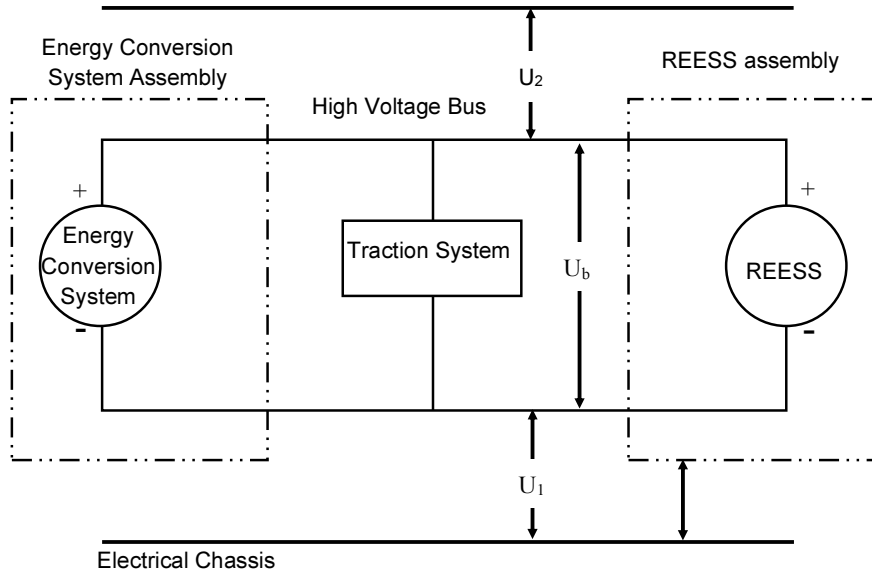 Energy Conversion
System Assembly
U2
REESS assembly
High Voltage Bus
+
+
Energy
Conversion
System
Traction System
Ub
REESS
-
-
U1
Electrical Chassis